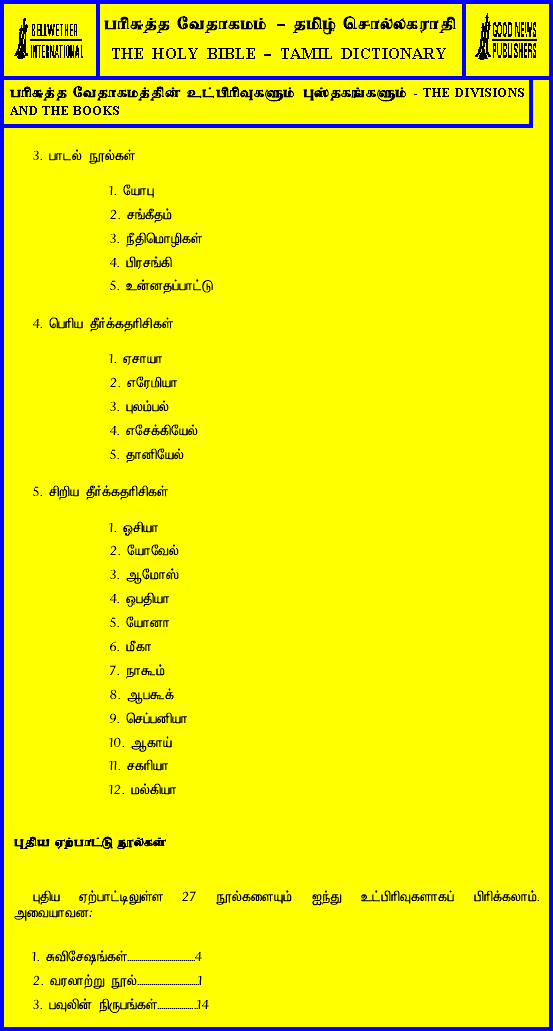 BELLWETHER
INTERNATIONAL
பரிசுத்த வேதாகமம் – தமிழ் சொல்லகராதி
THE HOLY BIBLE – TAMIL DICTIONARY
GOOD NEWS
PUBLISHERS
பரிசுத்த வேதாகமத்தின் உட்பிரிவுகளும் புஸ்தகங்களும் - THE DIVISIONS
AND THE BOOKS
3. பாடல் நூல்கள்
1. யோபு
2. சங்கீதம்
3. நீதிமொழிகள்
4. பிரசங்கி
5. உன்னதப்பாட்டு
4. பெரிய தீர்க்கதரிசிகள்
1. ஏசாயா
2. எரேமியா
3. புலம்பல்
4. எசேக்கியேல்
5. தானியேல்
5. சிறிய தீர்க்கதரிசிகள்
1. ஓசியா
2. யோவேல்
3. ஆமோஸ்
4. ஒபதியா
5. யோனா
6. மீகா
7. நாகூம்
8. ஆபகூக்
9. செப்பனியா
10. ஆகாய்
11. சகரியா
12. மல்கியா
புதிய ஏற்பாட்டு நூல்கள்
புதிய ஏற்பாட்டிலுள்ள 27 நூல்களையும் ஐந்து உட்பிரிவுகளாகப் பிரிக்கலாம்.
அவையாவன:
1. சுவிசேஷங்கள்..................................4
2. வரலாற்று நூல்...............................1
3. பவுலின் நிருபங்கள்....................14